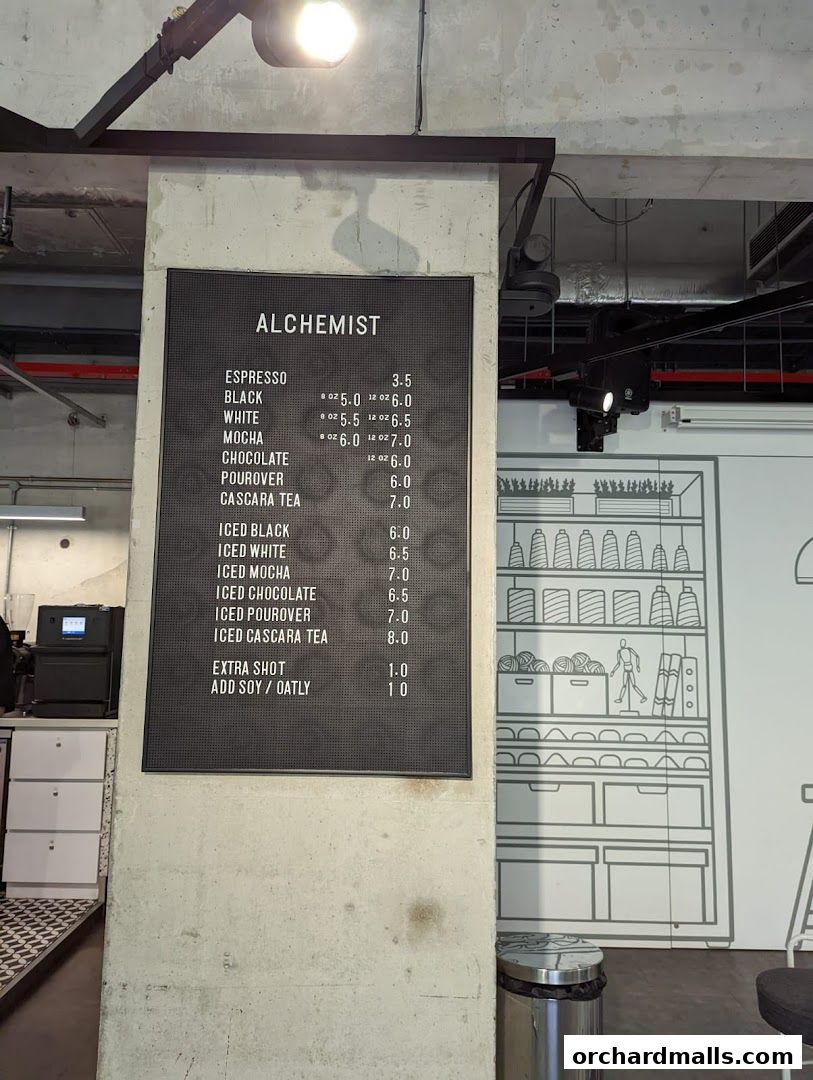 ALCHEMIST
ESPRESSO 3.5
BLACK 8 OZ 5.0 12 OZ 6.0
WHITE 8 OZ 5.5 12 OZ 6.5
MOCHA 8 OZ 6.0 12 OZ 7.0
CHOCOLATE 12 OZ 6.0
POUROVER 6.0
CASCARA TEA 7.0
ICED BLACK 6.0
ICED WHITE 6.5
ICED MOCHA 7.0
ICED CHOCOLATE 6.5
ICED POUROVER 7.0
ICED CASCARA TEA 8.0
EXTRA SHOT 1.0
ADD SOY / OATLY 1 0
orchardmalls.com